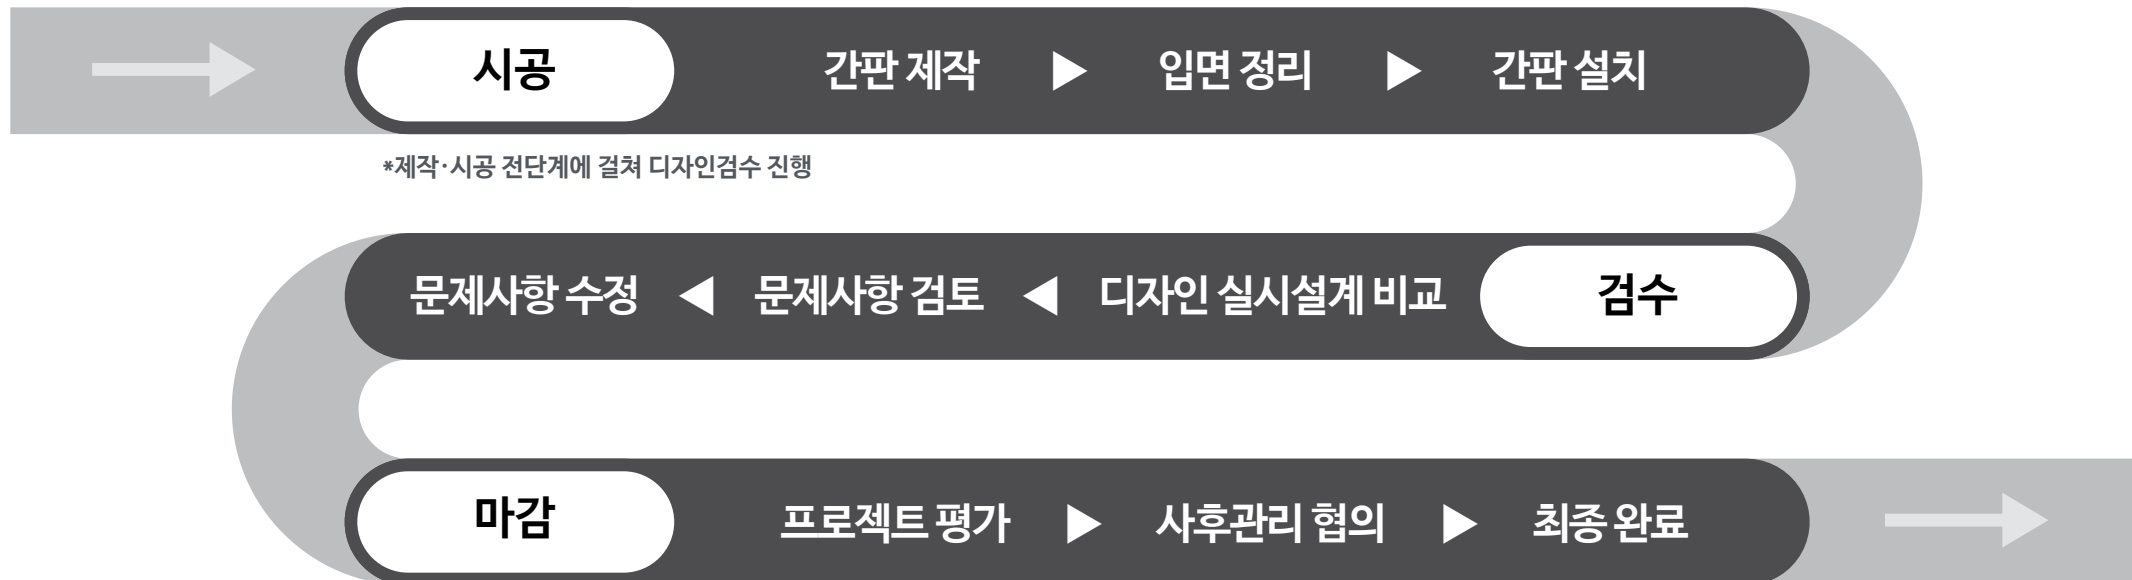 시공 간판 제작 ▶ 입면 정리 ▶ 간판 설치
*제작·시공 전단계에 걸쳐 디자인검수 진행
문제사항 수정 ◀ 문제사항 검토 ◀ 디자인 실시설계 비교 검수
마감 프로젝트 평가 ▶ 사후관리 협의 ▶ 최종 완료